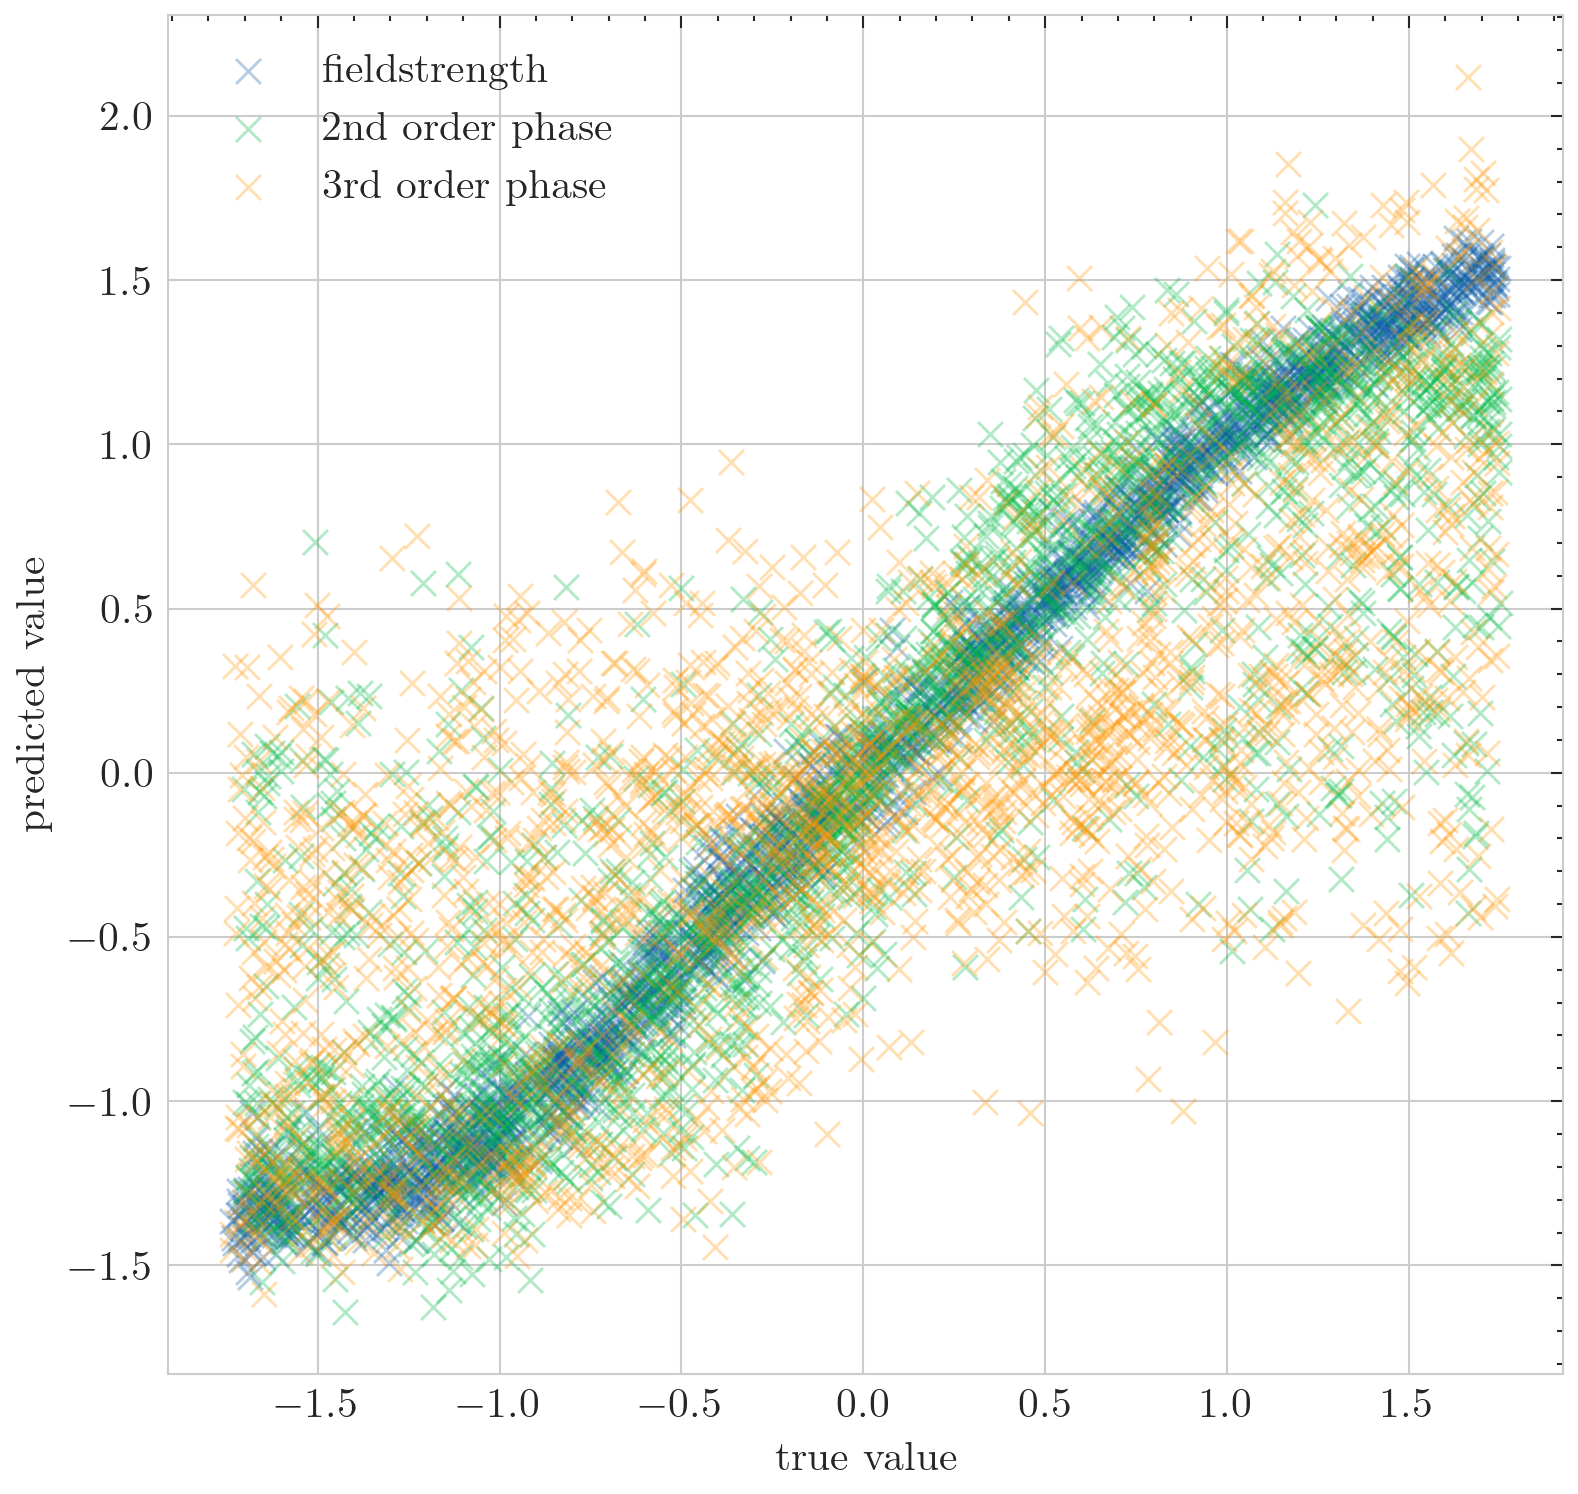 fieldstrength
2nd order phase
3rd order phase
2.0
1.5
1.0
0.5
0.0
−0.5
−1.0
−1.5
predicted value
−1.5 −1.0 −0.5 0.0 0.5 1.0 1.5
true value